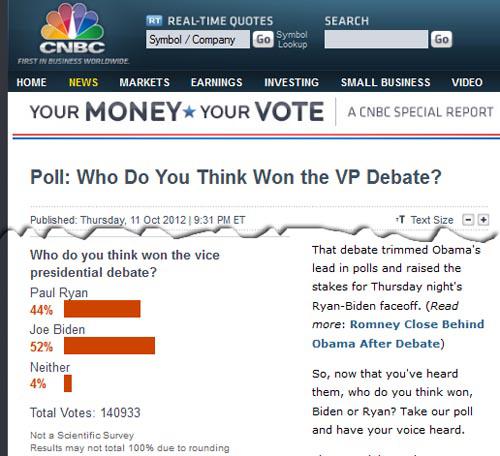 RT REAL-TIME QUOTES
SEARCH
Symbol / Company
Go
Symbol Lookup
Go
CNBC
FIRST IN BUSINESS WORLDWIDE.
HOME NEWS MARKETS EARNINGS INVESTING SMALL BUSINESS VIDEO
YOUR MONEY★YOUR VOTE | A CNBC SPECIAL REPORT
Poll: Who Do You Think Won the VP Debate?
Published: Thursday, 11 Oct 2012 | 9:31 PM ET
TT Text Size
Who do you think won the vice
presidential debate?
Paul Ryan
44%
Joe Biden
52%
Neither
4%
Total Votes: 140933
Not a Scientific Survey
Results may not total 100% due to rounding
That debate trimmed Obama's
lead in polls and raised the
stakes for Thursday night's
Ryan-Biden faceoff. (Read
more: Romney Close Behind
Obama After Debate)
So, now that you've heard
them, who do you think won,
Biden or Ryan? Take our poll
and have your voice heard.